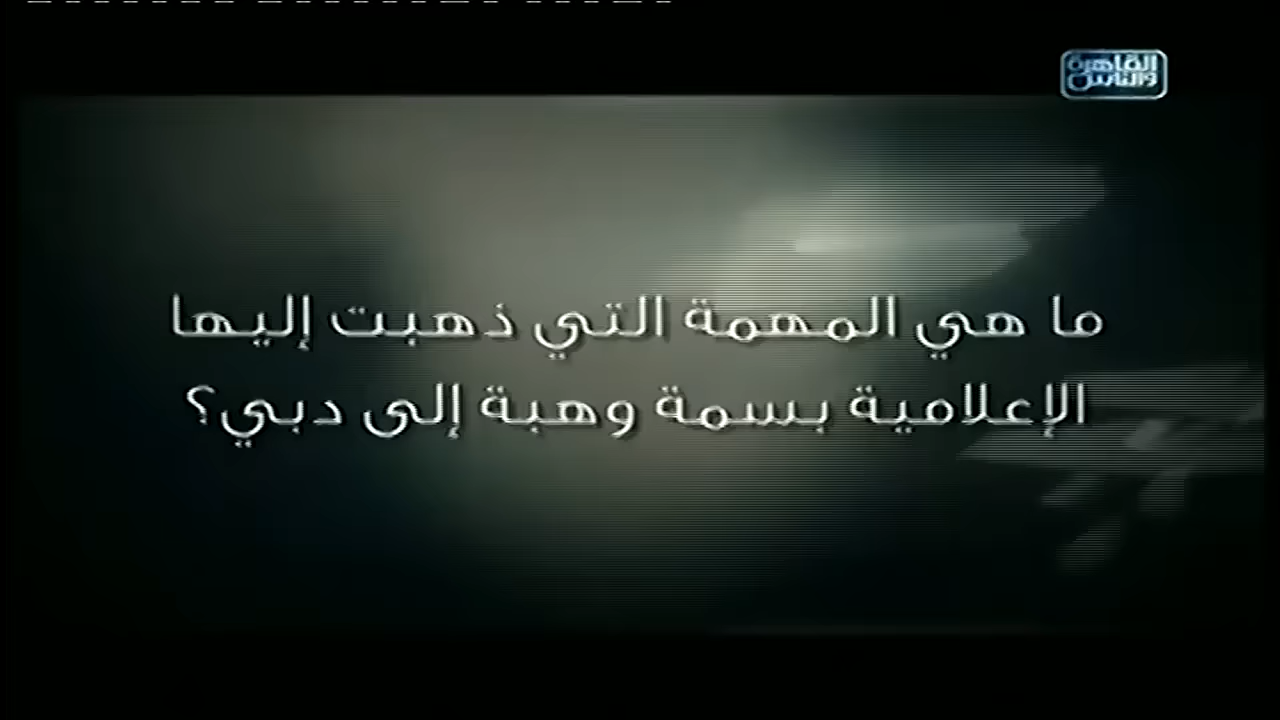 القاهرة
والناس
ما هي المهمة التي ذهبت إليها
الإعلامية بسمة وهبة إلى دبي؟